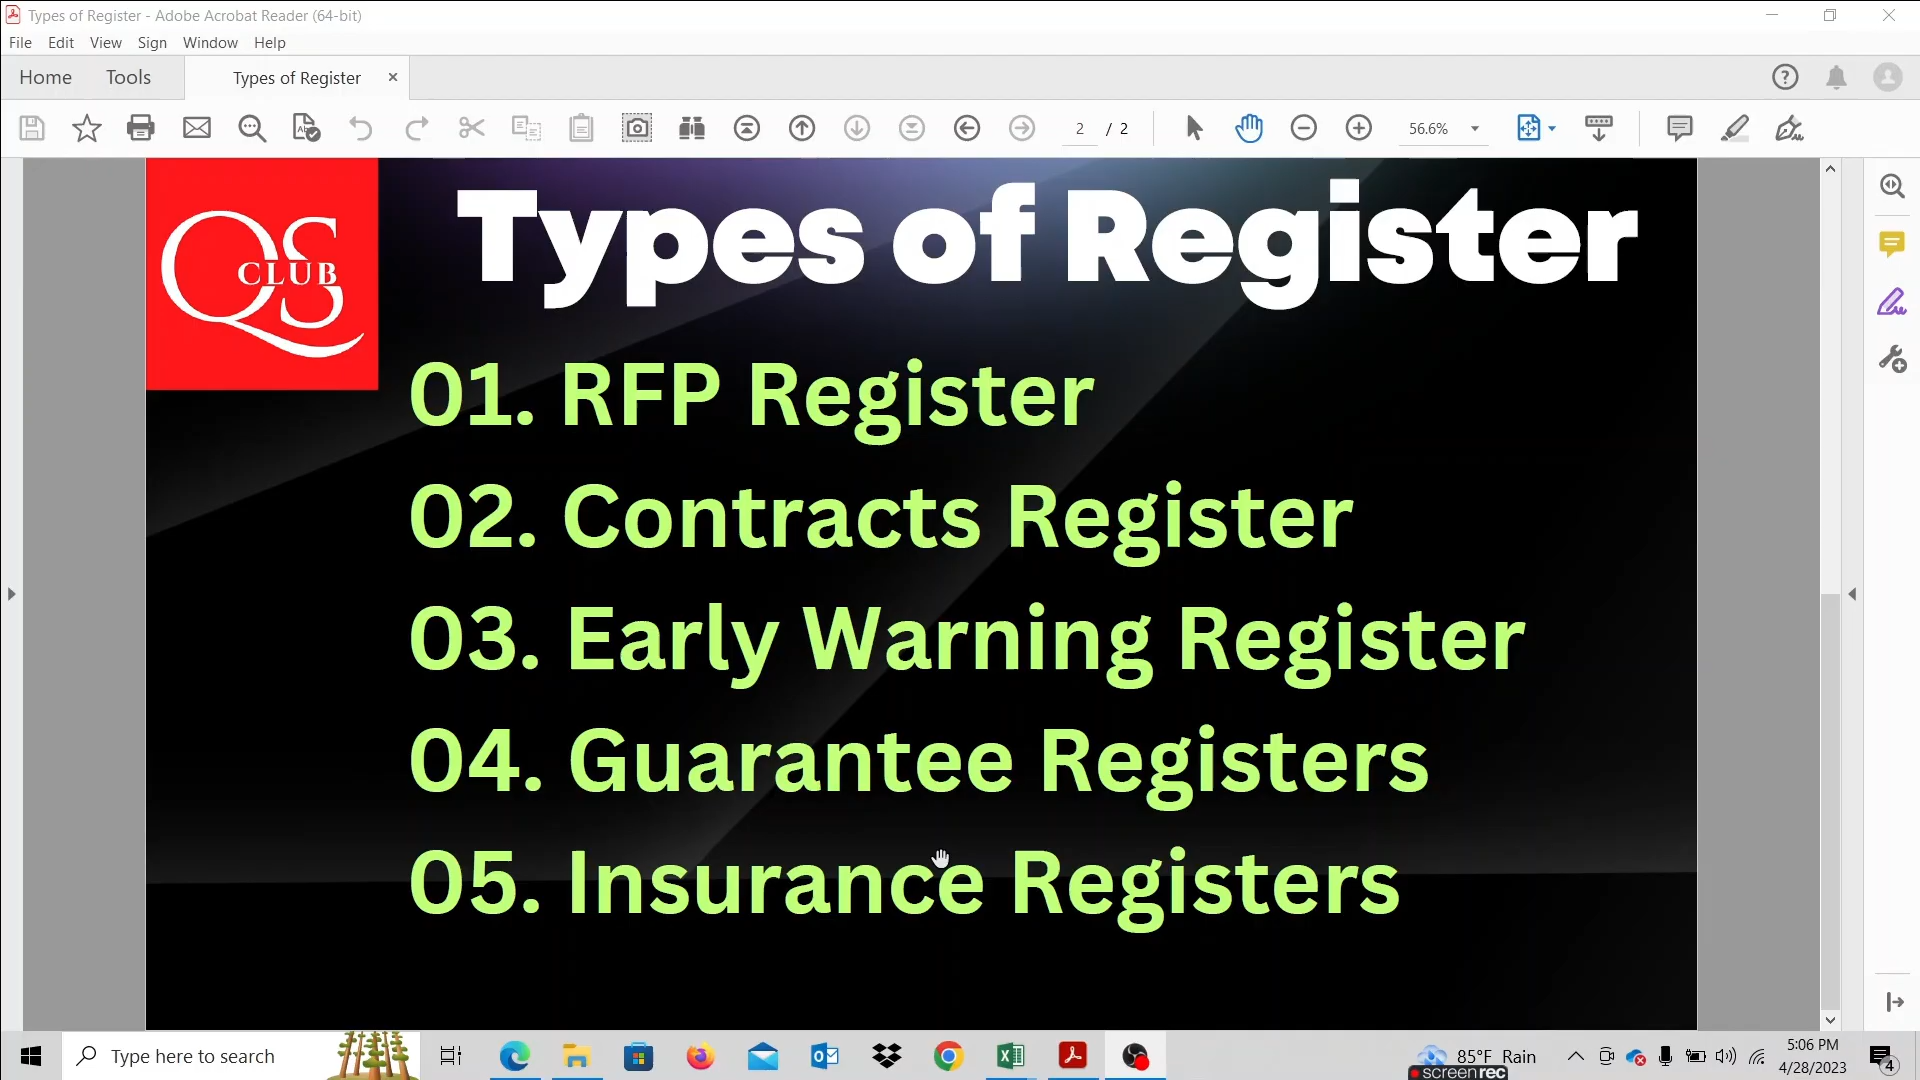 Types of Register - Adobe Acrobat Reader (64-bit)
File Edit View Sign Window Help
Home Tools Types of Register
2 / 2 56.6%
QS CLUB
Types of Register
01. RFP Register
02. Contracts Register
03. Early Warning Register
04. Guarantee Registers
05. Insurance Registers
Type here to search
85°F Rain
screenrec
5:06 PM
4/28/2023
4